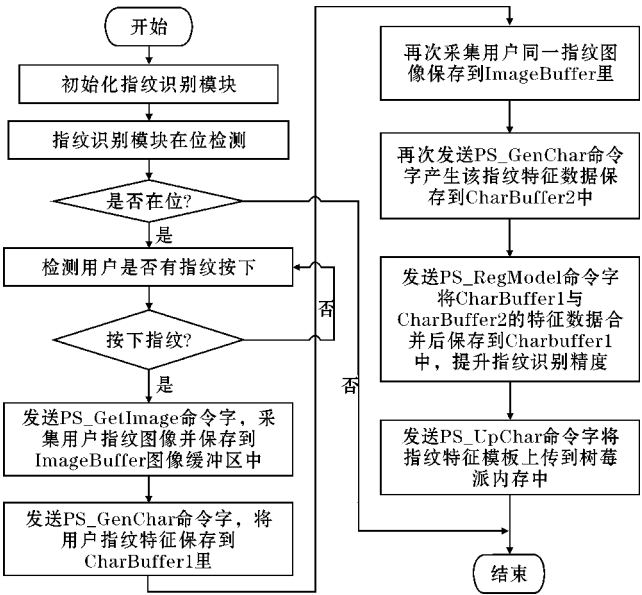 开始
初始化指纹识别模块
指纹识别模块在位检测
是否在位?
是
检测用户是否有指纹按下
否
按下指纹?
是
否
发送PS_GetImage命令字，采
集用户指纹图像并保存到
ImageBuffer图像缓冲区中
发送PS_GenChar命令字，将
用户指纹特征保存到
CharBuffer1里
再次采集用户同一指纹图
像保存到ImageBuffer里
再次发送PS_GenChar命令
字产生该指纹特征数据保
存到CharBuffer2中
发送PS_RegModel命令字
将CharBuffer1与
CharBuffer2的特征数据合
并后保存到Charbuffer1
中，提升指纹识别精度
发送PS_UpChar命令字将
指纹特征模板上传到树莓
派内存中
结束